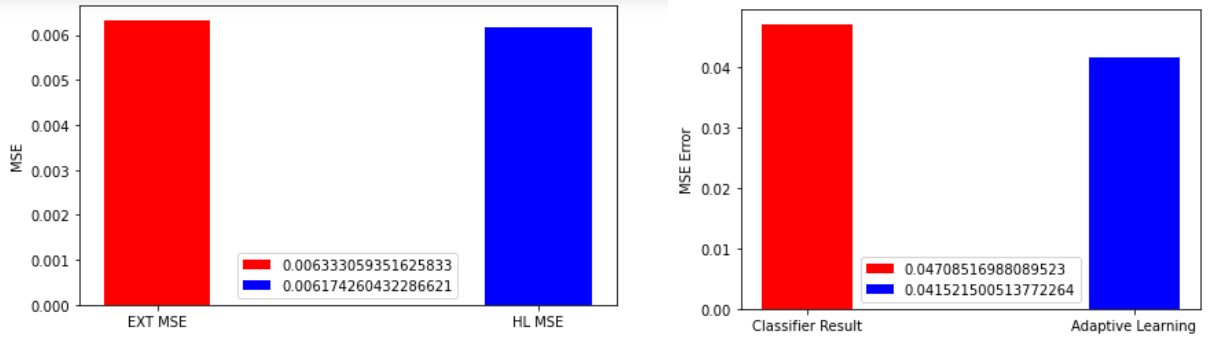 MSE
0.006
0.005
0.004
0.003
0.002
0.001
0.000
0.006333059351625833
0.006174260432286621
EXT MSE
HL MSE
MSE Error
0.04
0.03
0.02
0.01
0.00
0.04708516988089523
0.041521500513772264
Classifier Result
Adaptive Learning